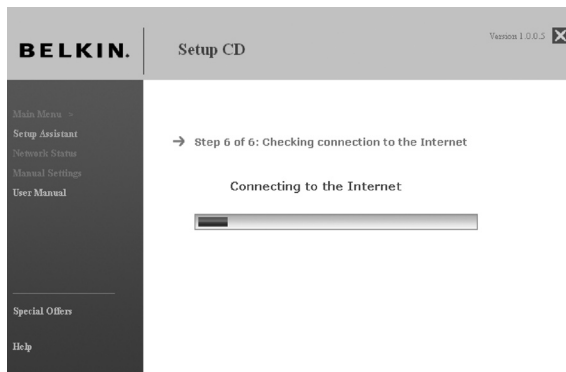 BELKIN.
Setup CD
Version 1.0.0.5
Main Menu >
Setup Assistant
Network Status
Manual Settings
User Manual
Special Offers
Help
→ Step 6 of 6: Checking connection to the Internet
Connecting to the Internet